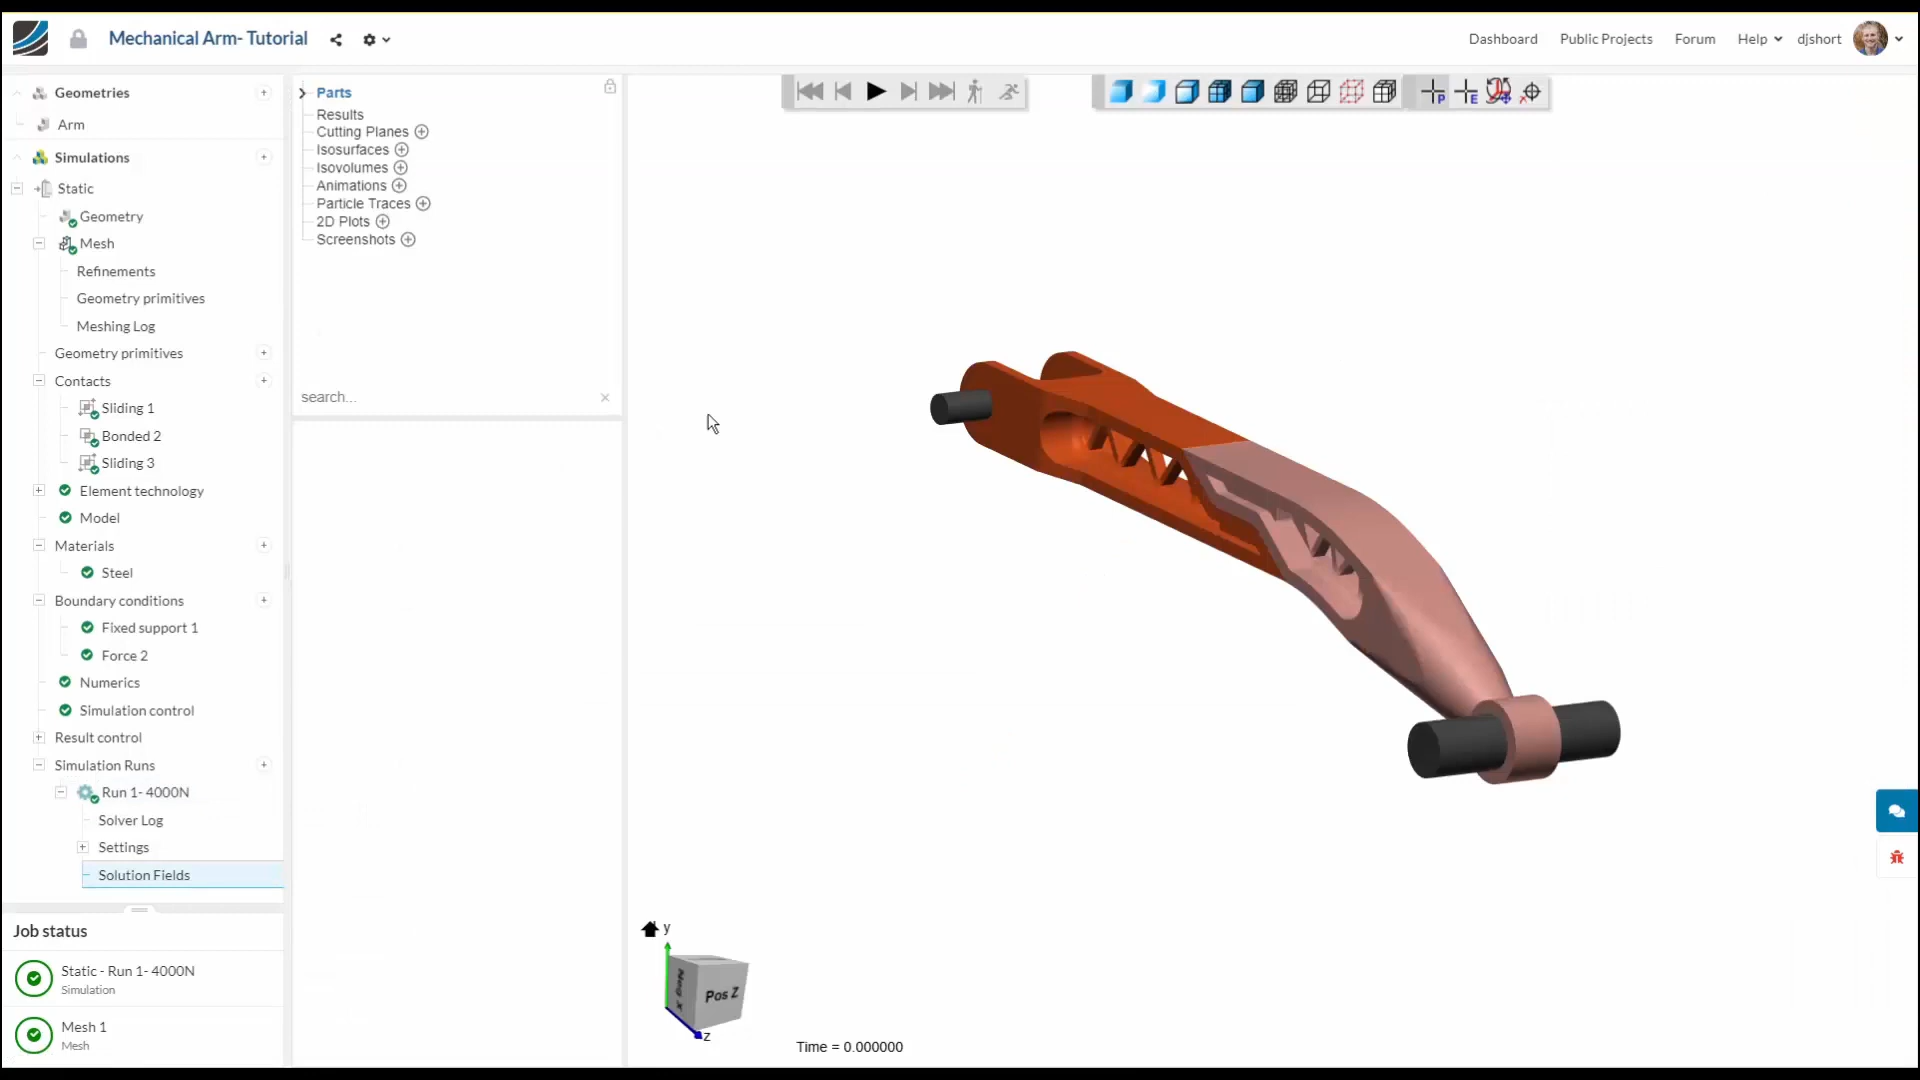 Mechanical Arm- Tutorial
Dashboard
Public Projects
Forum
Help
djshort
Geometries
Arm
Simulations
Static
Geometry
Mesh
Refinements
Geometry primitives
Meshing Log
Geometry primitives
Contacts
Sliding 1
Bonded 2
Sliding 3
Element technology
Model
Materials
Steel
Boundary conditions
Fixed support 1
Force 2
Numerics
Simulation control
Result control
Simulation Runs
Run 1- 4000N
Solver Log
Settings
Solution Fields
Job status
Static - Run 1- 4000N
Simulation
Mesh 1
Mesh
Parts
Results
Cutting Planes
Isosurfaces
Isovolumes
Animations
Particle Traces
2D Plots
Screenshots
search...
P
E
y
Neg X
Pos Z
z
Time = 0.000000